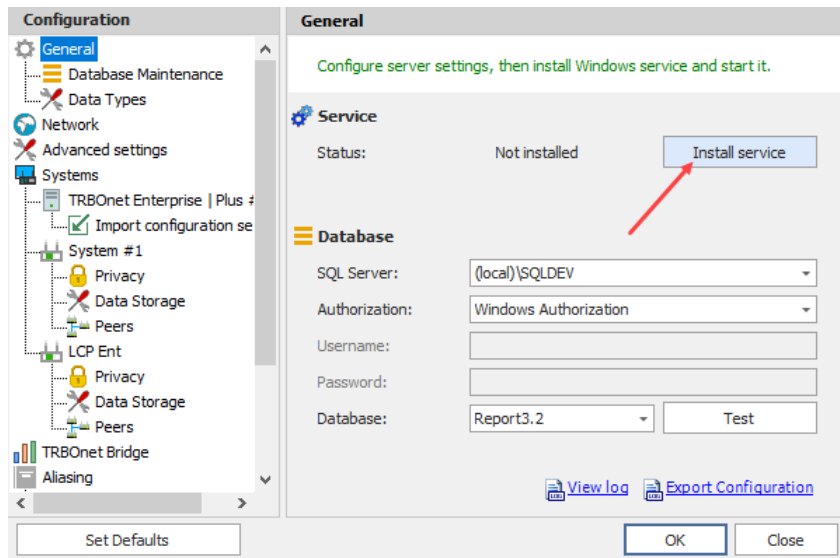 Configuration
General
Database Maintenance
Data Types
Network
Advanced settings
Systems
TRBOnet Enterprise | Plus #
Import configuration se
System #1
Privacy
Data Storage
Peers
LCP Ent
Privacy
Data Storage
Peers
TRBOnet Bridge
Aliasing
Set Defaults
General
Configure server settings, then install Windows service and start it.
Service
Status: Not installed Install service
Database
SQL Server: (local)\SQLDEV
Authorization: Windows Authorization
Username:
Password:
Database: Report3.2 Test
View log Export Configuration
OK Close